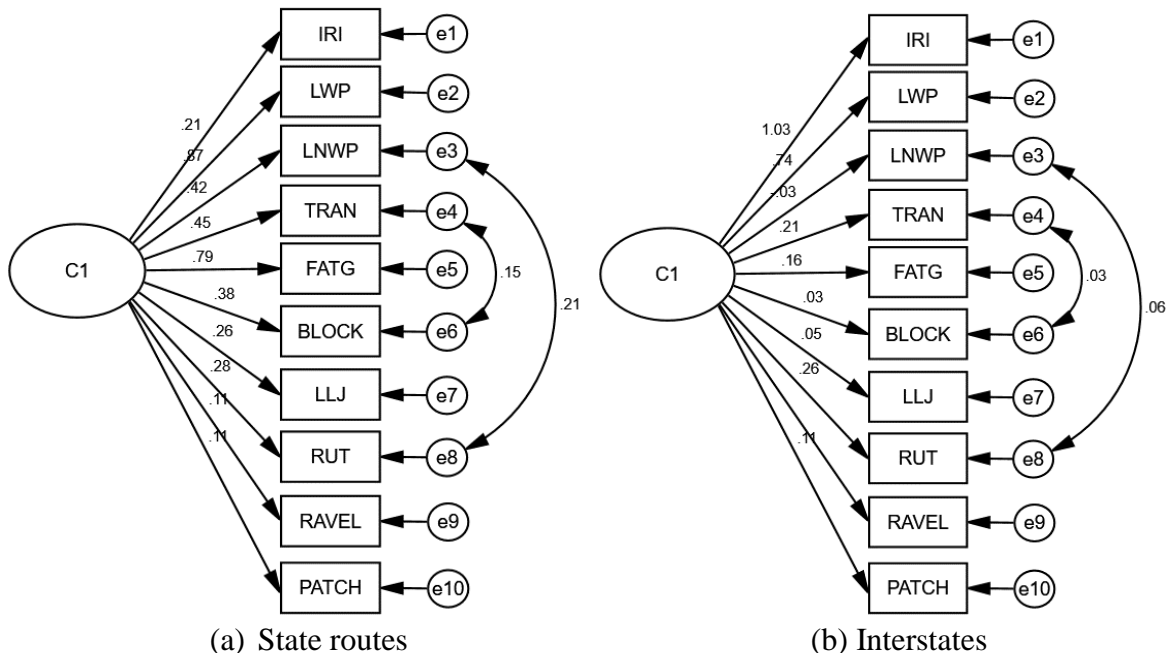 IRI
e1
LWP
e2
.21
.87
LNWP
e3
.42
TRAN
e4
.45
C1
.79
FATG
e5
.15
.38
.21
BLOCK
e6
.26
.28
LLJ
e7
.11
.11
RUT
e8
RAVEL
e9
PATCH
e10
(a) State routes
IRI
e1
LWP
e2
1.03
.74
LNWP
e3
-.03
.21
TRAN
e4
C1
.16
FATG
e5
.03
.03
.06
BLOCK
e6
.05
.26
LLJ
e7
.11
RUT
e8
RAVEL
e9
PATCH
e10
(b) Interstates